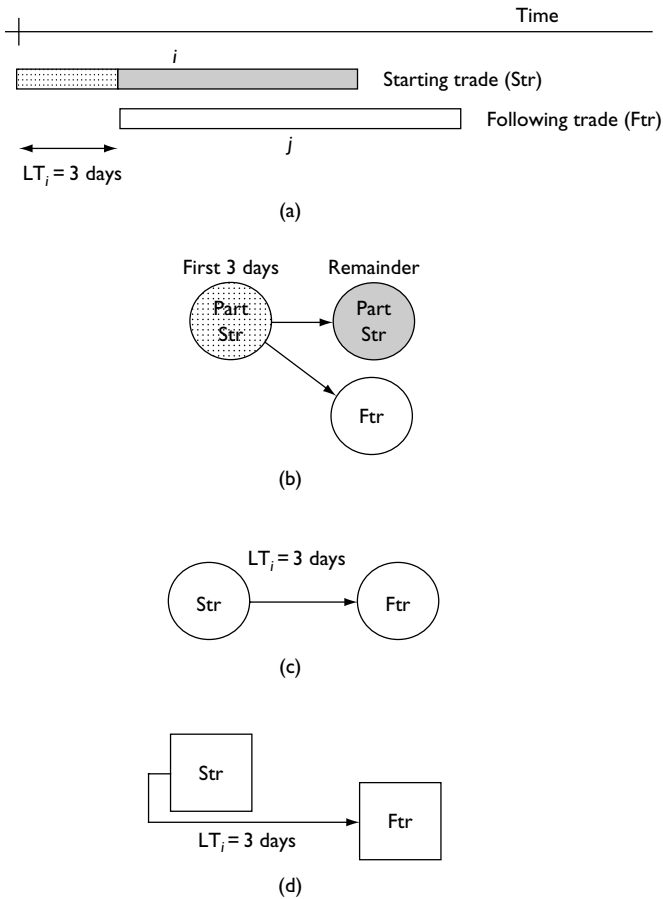 Time
i
Starting trade (Str)
Following trade (Ftr)
j
LTi = 3 days
(a)
First 3 days
Remainder
Part
Str
Part
Str
Ftr
(b)
LTi = 3 days
Str
Ftr
(c)
Str
Ftr
LTi = 3 days
(d)